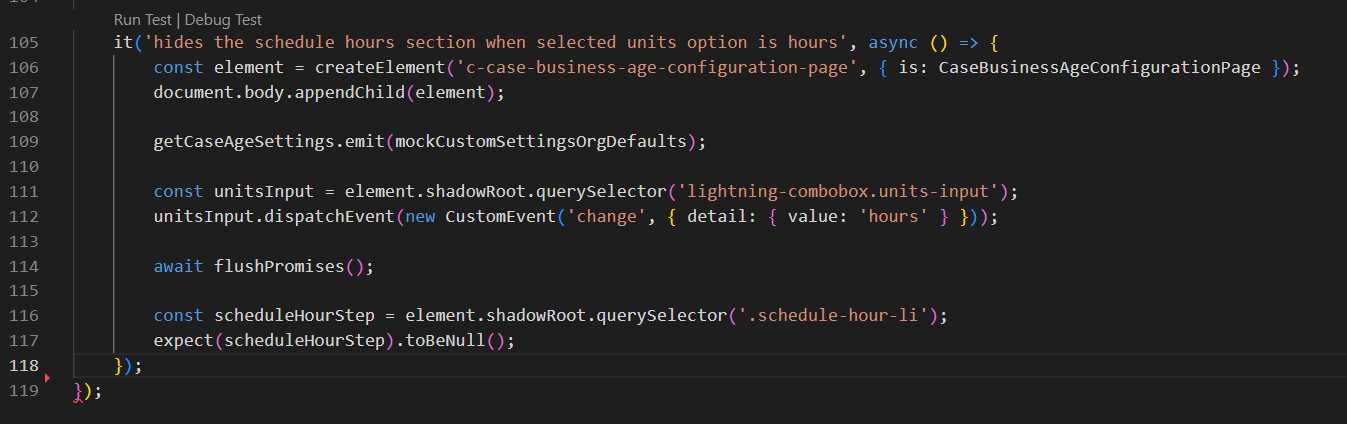 Run Test | Debug Test
105 it('hides the schedule hours section when selected units option is hours', async () => {
106 const element = createElement('c-case-business-age-configuration-page', { is: CaseBusinessAgeConfigurationPage });
107 document.body.appendChild(element);
108
109 getCaseAgeSettings.emit(mockCustomSettingsOrgDefaults);
110
111 const unitsInput = element.shadowRoot.querySelector('lightning-combobox.units-input');
112 unitsInput.dispatchEvent(new CustomEvent('change', { detail: { value: 'hours' } }));
113
114 await flushPromises();
115
116 const scheduleHourStep = element.shadowRoot.querySelector('.schedule-hour-li');
117 expect(scheduleHourStep).toBeNull();
118 });
119 });